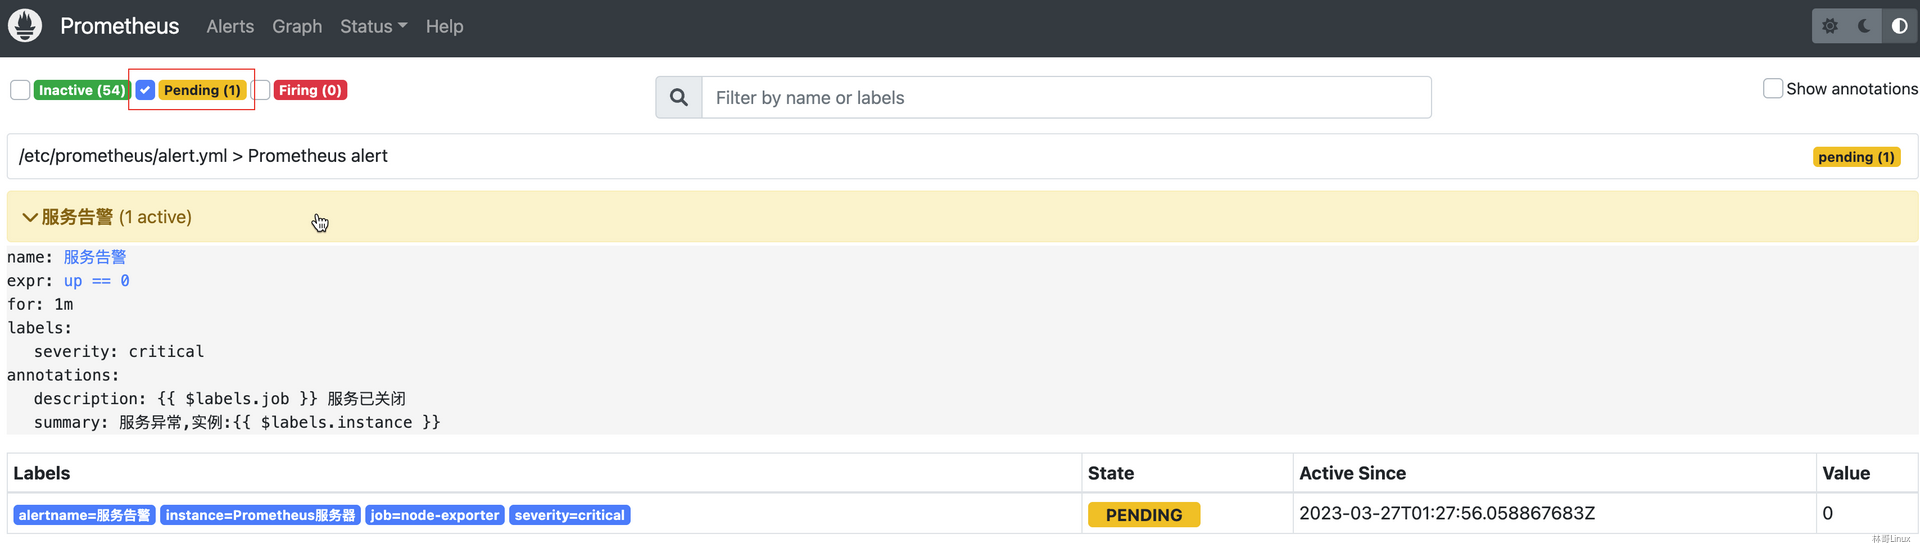 Prometheus Alerts Graph Status Help
Inactive (54) Pending (1) Firing (0) Filter by name or labels Show annotations
/etc/prometheus/alert.yml > Prometheus alert pending (1)
服务告警 (1 active)
name: 服务告警
expr: up == 0
for: 1m
labels:
severity: critical
annotations:
description: {{ $labels.job }} 服务已关闭
summary: 服务异常,实例:{{ $labels.instance }}
Labels State Active Since Value
alertname=服务告警 instance=Prometheus服务器 job=node-exporter severity=critical PENDING 2023-03-27T01:27:56.058867683Z 0
林哥Linux